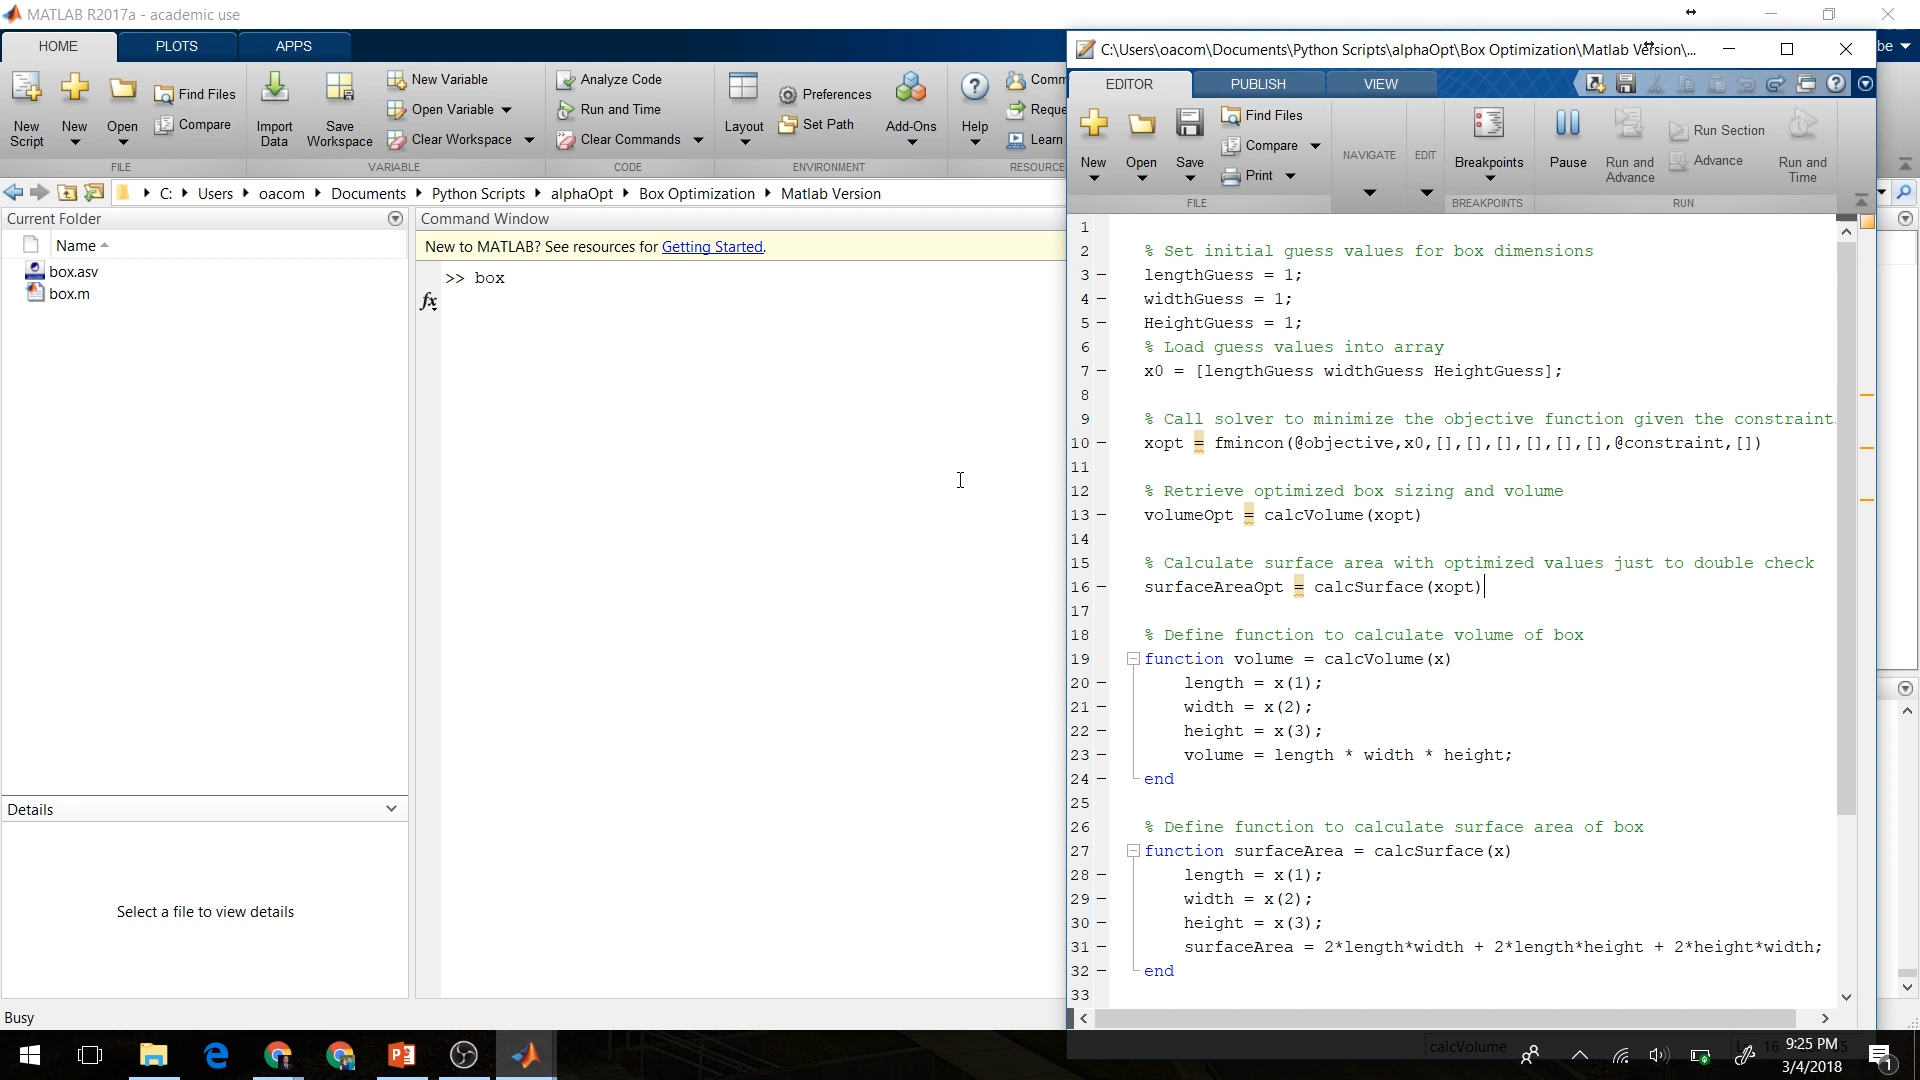 MATLAB R2017a - academic use
HOME
PLOTS
APPS
New Script
New
Open
Find Files
Compare
FILE
Import Data
Save Workspace
New Variable
Open Variable
Clear Workspace
VARIABLE
Analyze Code
Run and Time
Clear Commands
CODE
Layout
Preferences
Set Path
Add-Ons
ENVIRONMENT
Help
Comm
Reque
Learn
RESOURCE
C: Users oacom Documents Python Scripts alphaOpt Box Optimization Matlab Version
Current Folder
Name
box.asv
box.m
Details
Select a file to view details
Busy
Command Window
New to MATLAB? See resources for Getting Started.
>> box
fx
C:\Users\oacom\Documents\Python Scripts\alphaOpt\Box Optimization\Matlab Version\...
be
EDITOR
PUBLISH
VIEW
New
Open
Save
Find Files
Compare
Print
FILE
NAVIGATE
EDIT
Breakpoints
BREAKPOINTS
Pause
Run and Advance
Run Section
Advance
Run and Time
RUN
1
2 % Set initial guess values for box dimensions
3 – lengthGuess = 1;
4 – widthGuess = 1;
5 – HeightGuess = 1;
6 % Load guess values into array
7 – x0 = [lengthGuess widthGuess HeightGuess];
8
9 % Call solver to minimize the objective function given the constraint
10 – xopt = fmincon(@objective,x0,[],[],[],[],[],[],@constraint,[])
11
12 % Retrieve optimized box sizing and volume
13 – volumeOpt = calcVolume(xopt)
14
15 % Calculate surface area with optimized values just to double check
16 – surfaceAreaOpt = calcSurface(xopt)
17
18 % Define function to calculate volume of box
19 function volume = calcVolume(x)
20 – length = x(1);
21 – width = x(2);
22 – height = x(3);
23 – volume = length * width * height;
24 – end
25
26 % Define function to calculate surface area of box
27 function surfaceArea = calcSurface(x)
28 – length = x(1);
29 – width = x(2);
30 – height = x(3);
31 – surfaceArea = 2*length*width + 2*length*height + 2*height*width;
32 – end
33
calcVolume
9:25 PM
3/4/2018
1